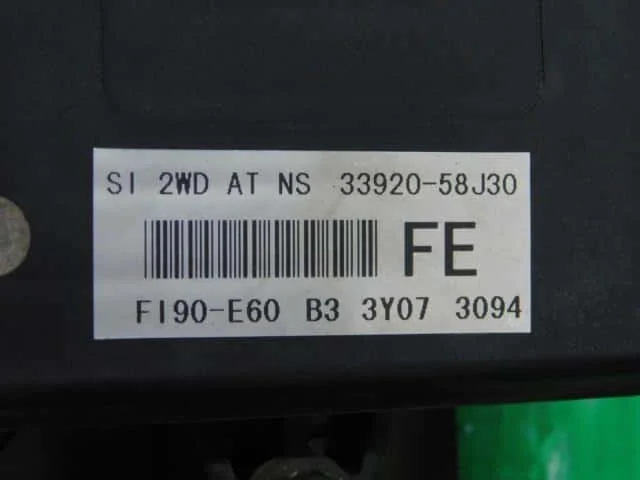 SI 2WD AT NS 33920-58J30
FE
FI90-E60 B3 3Y07 3094